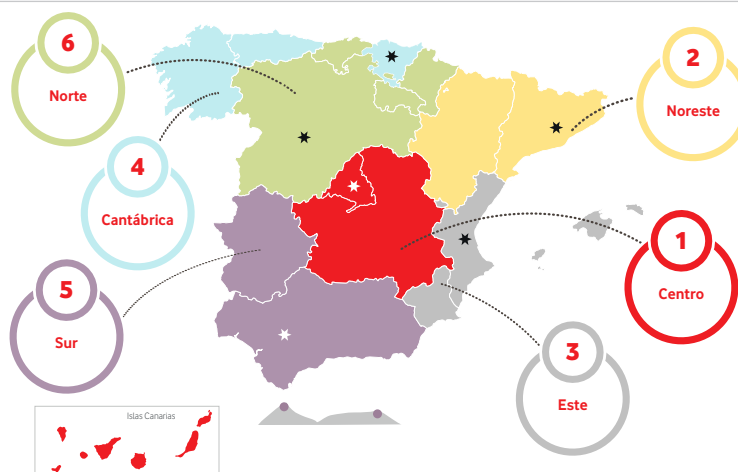 6
Norte
2
Noreste
4
Cantábrica
1
Centro
5
Sur
3
Este
Islas Canarias